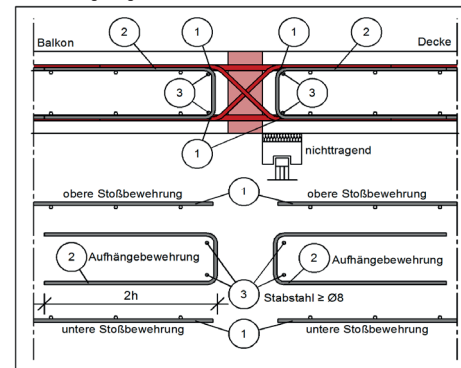 2 1 1 2
Balkon Decke
3 3
1
nichttragend
obere Stoßbewehrung 1 obere Stoßbewehrung
2 Aufhängebewehrung 2 Aufhängebewehrung
2h 3 Stabstahl ≥ Ø8
untere Stoßbewehrung 1 untere Stoßbewehrung